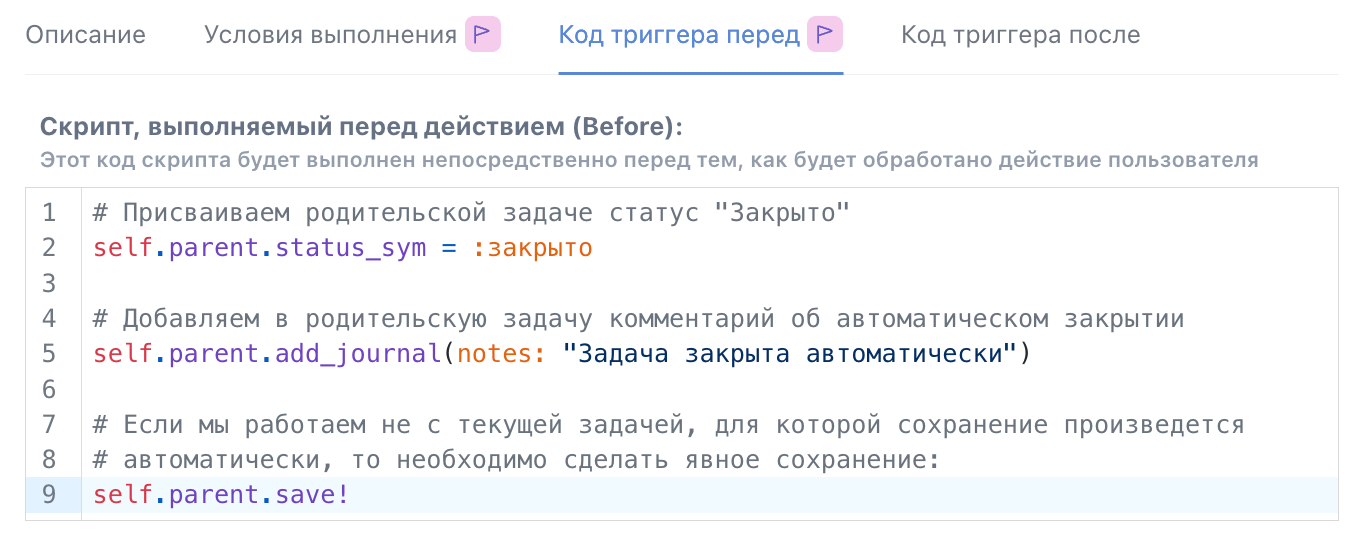 Описание Условия выполнения Код триггера перед Код триггера после
Скрипт, выполняемый перед действием (Before):
Этот код скрипта будет выполнен непосредственно перед тем, как будет обработано действие пользователя
1 # Присваиваем родительской задаче статус "Закрыто"
2 self.parent.status_sym = :закрыто
3
4 # Добавляем в родительскую задачу комментарий об автоматическом закрытии
5 self.parent.add_journal(notes: "Задача закрыта автоматически")
6
7 # Если мы работаем не с текущей задачей, для которой сохранение произведется
8 # автоматически, то необходимо сделать явное сохранение:
9 self.parent.save!